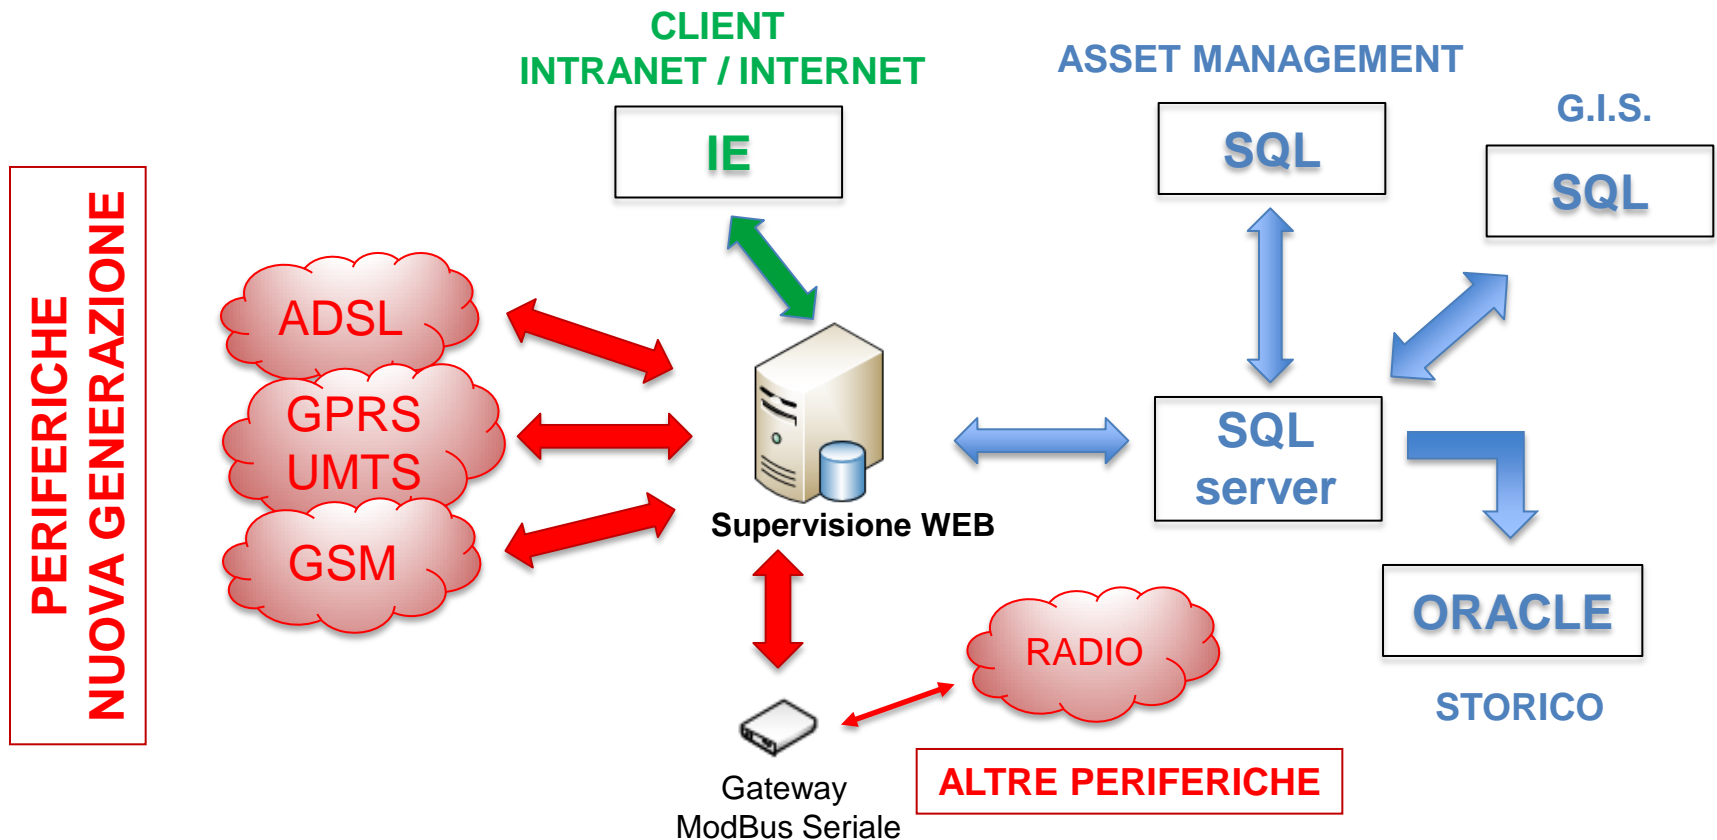 CLIENT
INTRANET / INTERNET
IE
ASSET MANAGEMENT
SQL
G.I.S.
SQL
PERIFERICHE
NUOVA GENERAZIONE
ADSL
GPRS
UMTS
GSM
Supervisione WEB
SQL
server
ORACLE
STORICO
RADIO
Gateway
ModBus Seriale
ALTRE PERIFERICHE